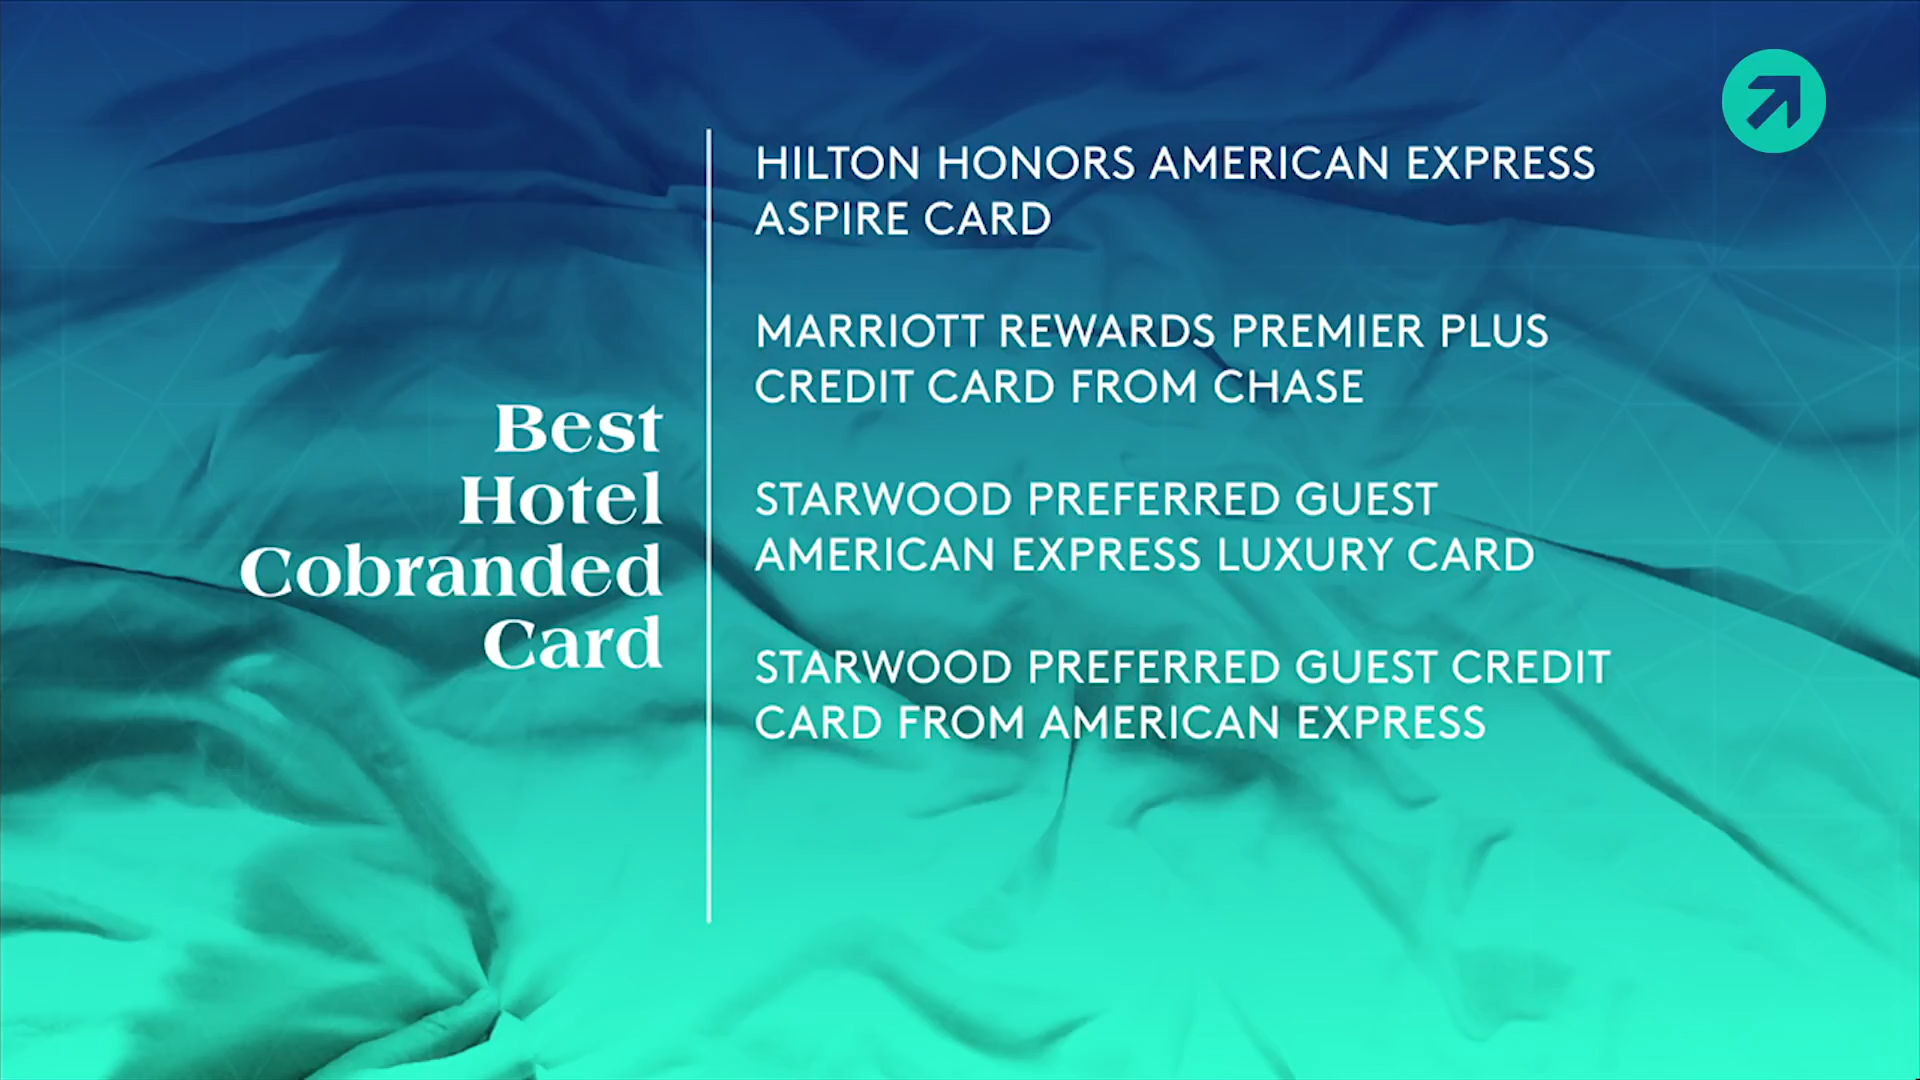 Best
Hotel
Cobranded
Card
HILTON HONORS AMERICAN EXPRESS
ASPIRE CARD
MARRIOTT REWARDS PREMIER PLUS
CREDIT CARD FROM CHASE
STARWOOD PREFERRED GUEST
AMERICAN EXPRESS LUXURY CARD
STARWOOD PREFERRED GUEST CREDIT
CARD FROM AMERICAN EXPRESS